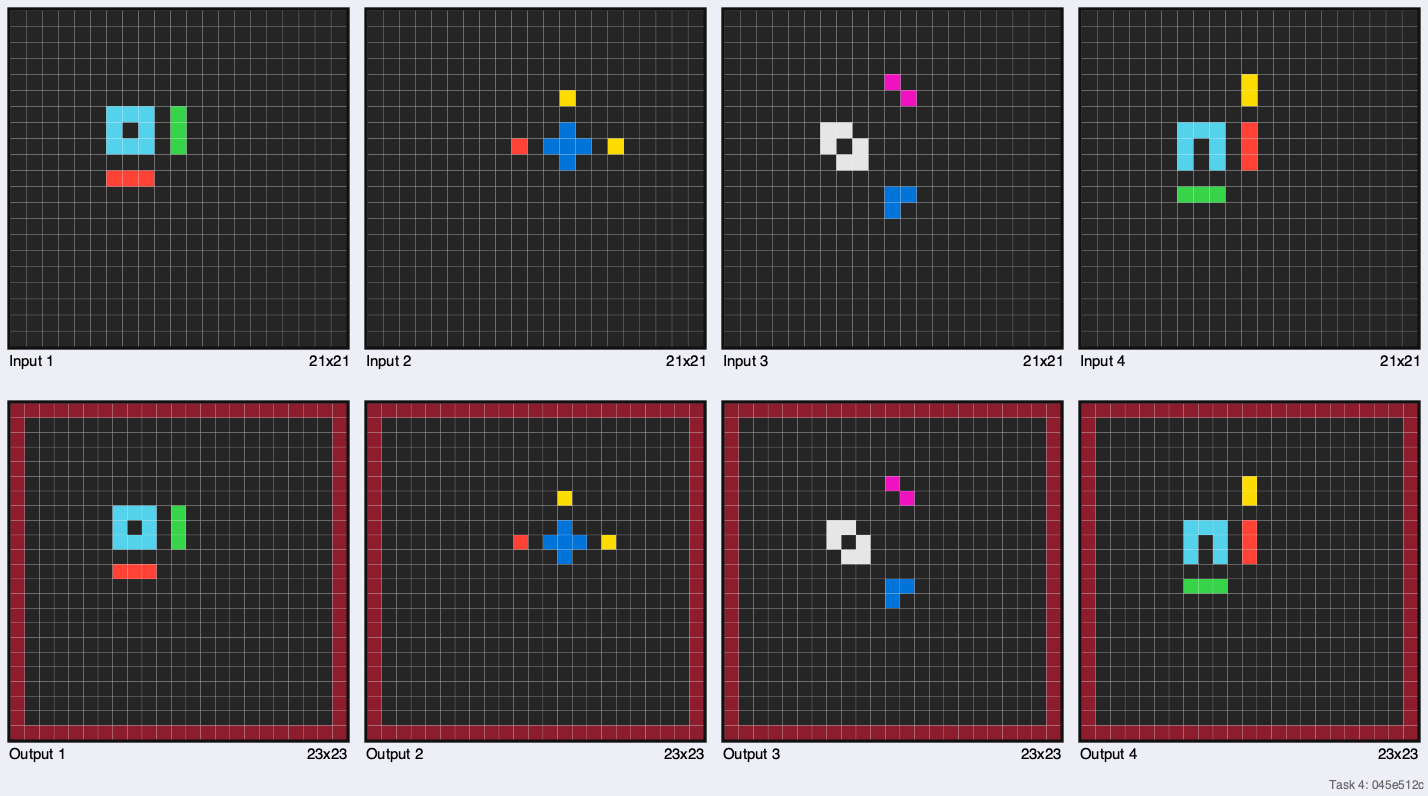 Input 1 21x21
Input 2 21x21
Input 3 21x21
Input 4 21x21
Output 1 23x23
Output 2 23x23
Output 3 23x23
Output 4 23x23
Task 4: 045e512c